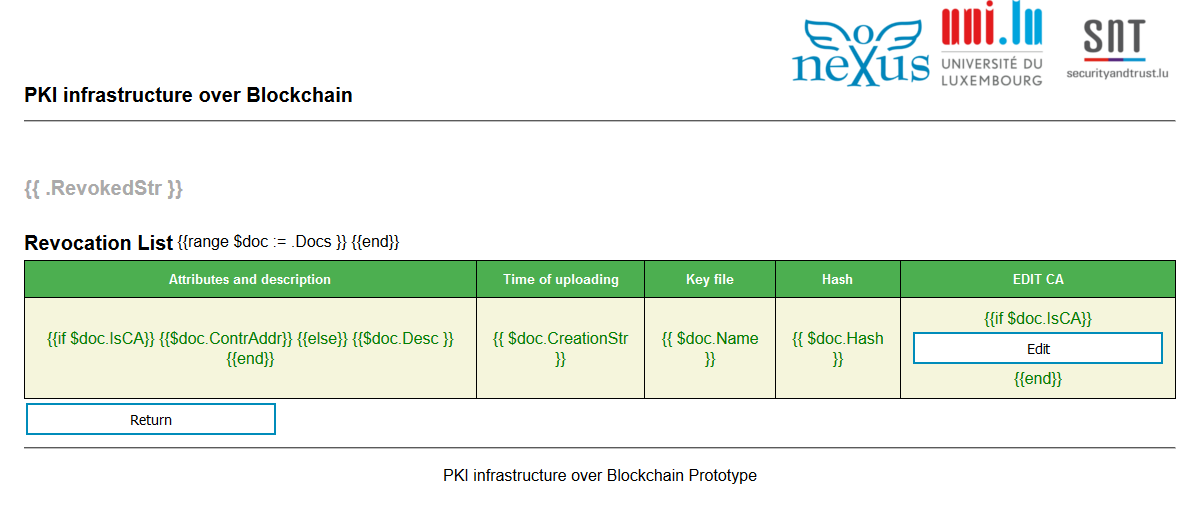 neXus
uni.lu
UNIVERSITÉ DU
LUXEMBOURG
SNT
securityandtrust.lu
PKI infrastructure over Blockchain
{{ .RevokedStr }}
Revocation List {{range $doc := .Docs }} {{end}}
Attributes and description Time of uploading Key file Hash EDIT CA
{{if $doc.IsCA}} {{$doc.ContrAddr}} {{else}} {{$doc.Desc }}
{{end}}
{{ $doc.CreationStr
}}
{{ $doc.Name
}}
{{ $doc.Hash
}}
{{if $doc.IsCA}}
Edit
{{end}}
Return
PKI infrastructure over Blockchain Prototype